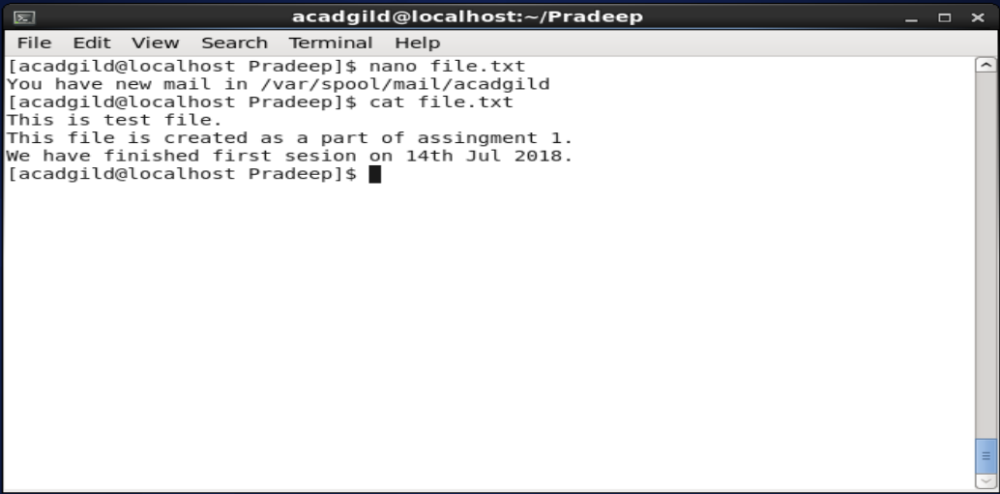 acadgild@localhost:~/Pradeep
File Edit View Search Terminal Help
[acadgild@localhost Pradeep]$ nano file.txt
You have new mail in /var/spool/mail/acadgild
[acadgild@localhost Pradeep]$ cat file.txt
This is test file.
This file is created as a part of assingment 1.
We have finished first sesion on 14th Jul 2018.
[acadgild@localhost Pradeep]$